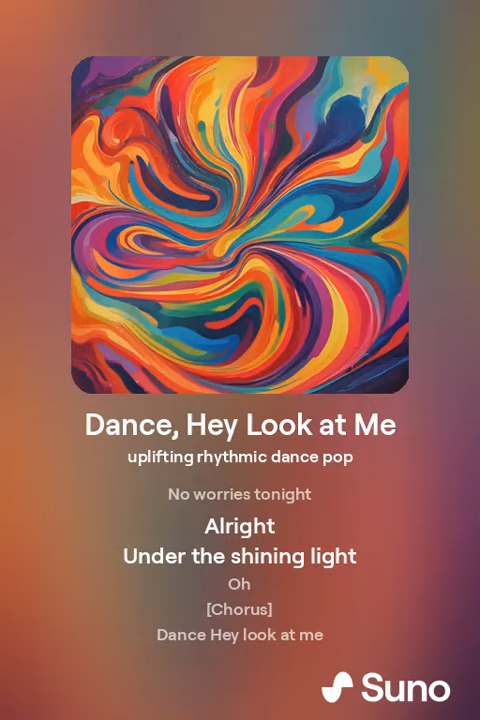 Dance, Hey Look at Me
uplifting rhythmic dance pop
No worries tonight
Alright
Under the shining light
Oh
[Chorus]
Dance Hey look at me
Suno